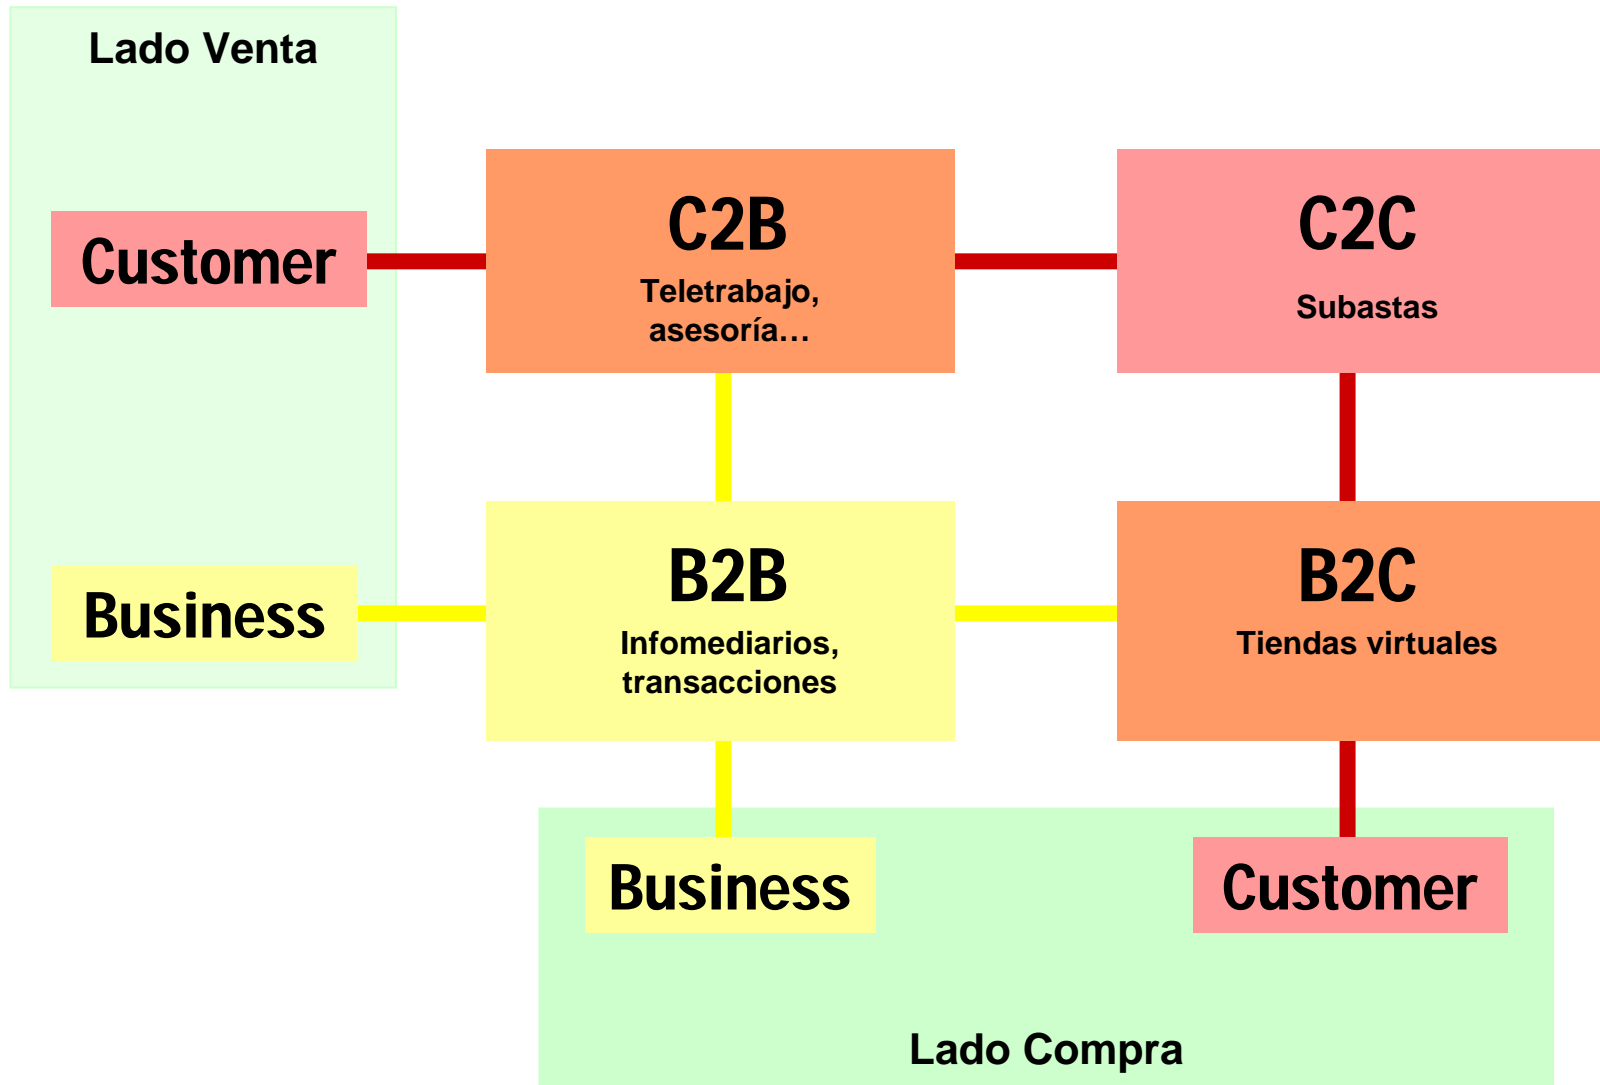 Lado Venta
Customer
C2B
Teletrabajo,
asesoría…
C2C
Subastas
Business
B2B
Infomediarios,
transacciones
B2C
Tiendas virtuales
Business
Customer
Lado Compra